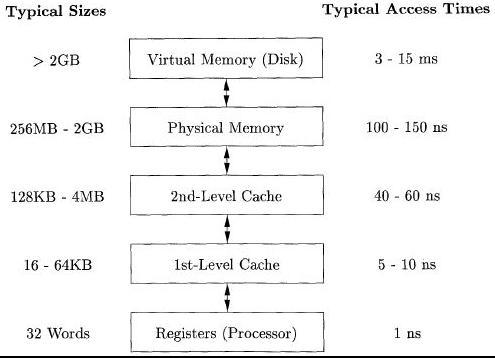 Typical Sizes Typical Access Times
> 2GB Virtual Memory (Disk) 3 - 15 ms
256MB - 2GB Physical Memory 100 - 150 ns
128KB - 4MB 2nd-Level Cache 40 - 60 ns
16 - 64KB 1st-Level Cache 5 - 10 ns
32 Words Registers (Processor) 1 ns